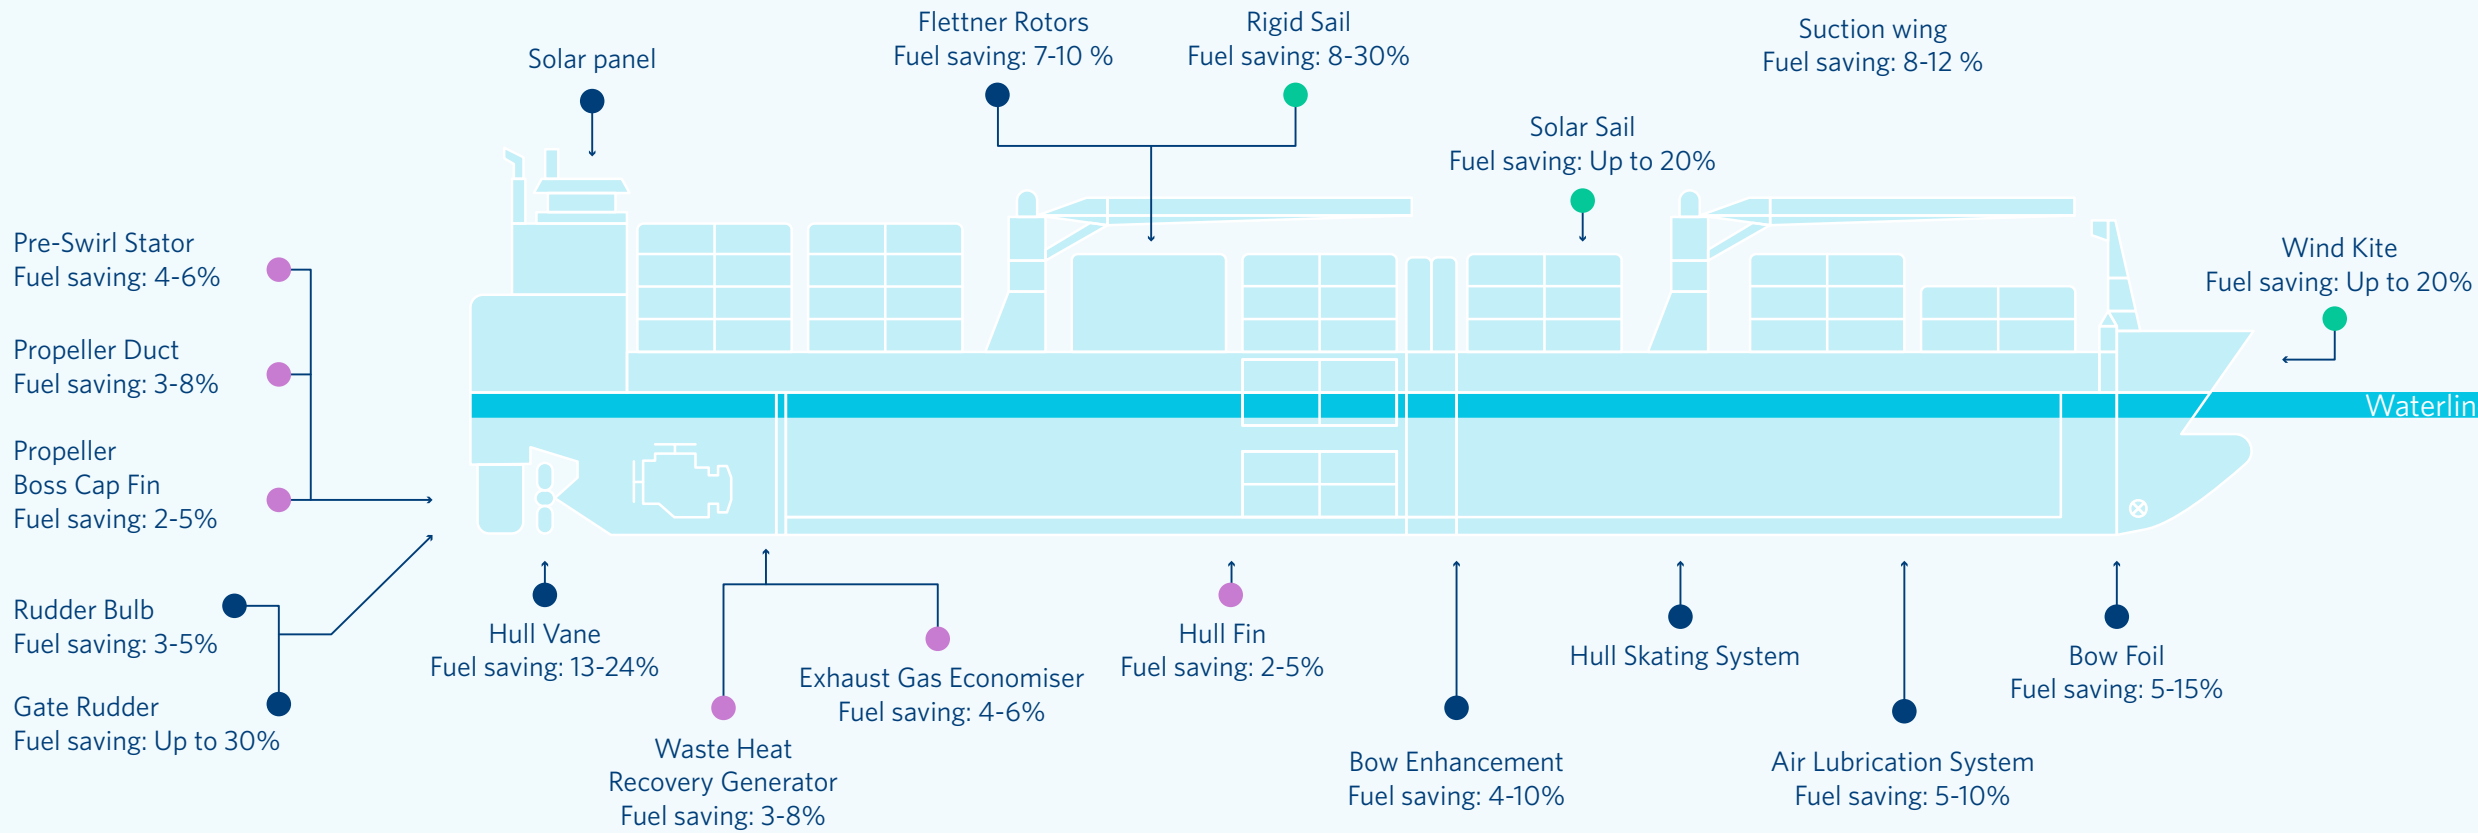 Flettner Rotors
Fuel saving: 7-10 %
Rigid Sail
Fuel saving: 8-30%
Suction wing
Fuel saving: 8-12 %
Solar panel
Solar Sail
Fuel saving: Up to 20%
Wind Kite
Fuel saving: Up to 20%
Pre-Swirl Stator
Fuel saving: 4-6%
Propeller Duct
Fuel saving: 3-8%
Propeller
Boss Cap Fin
Fuel saving: 2-5%
Rudder Bulb
Fuel saving: 3-5%
Gate Rudder
Fuel saving: Up to 30%
Waterlin
Hull Vane
Fuel saving: 13-24%
Exhaust Gas Economiser
Fuel saving: 4-6%
Waste Heat
Recovery Generator
Fuel saving: 3-8%
Hull Fin
Fuel saving: 2-5%
Bow Enhancement
Fuel saving: 4-10%
Hull Skating System
Air Lubrication System
Fuel saving: 5-10%
Bow Foil
Fuel saving: 5-15%